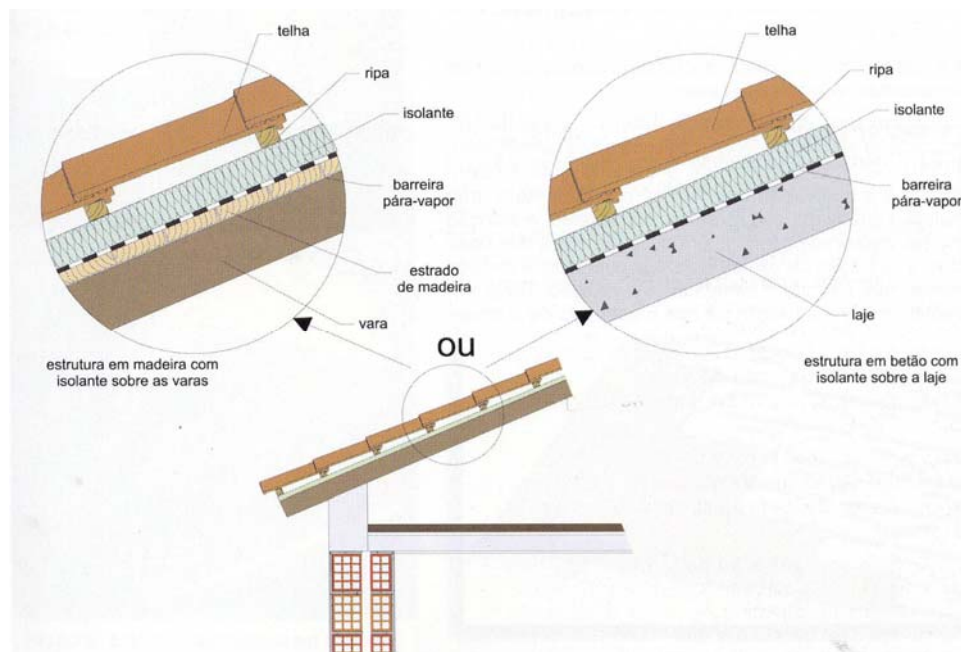 telha
ripa
isolante
barreira
pára-vapor
estrado
de madeira
vara
estrutura em madeira com
isolante sobre as varas
ou
telha
ripa
isolante
barreira
pára-vapor
laje
estrutura em betão com
isolante sobre a laje